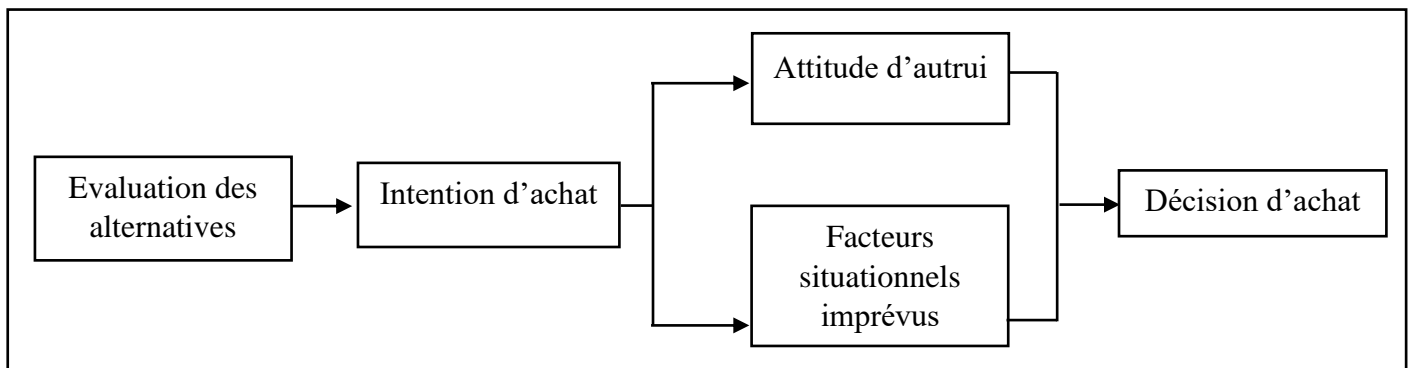 Evaluation des
alternatives
Intention d’achat
Attitude d’autrui
Facteurs
situationnels
imprévus
Décision d’achat